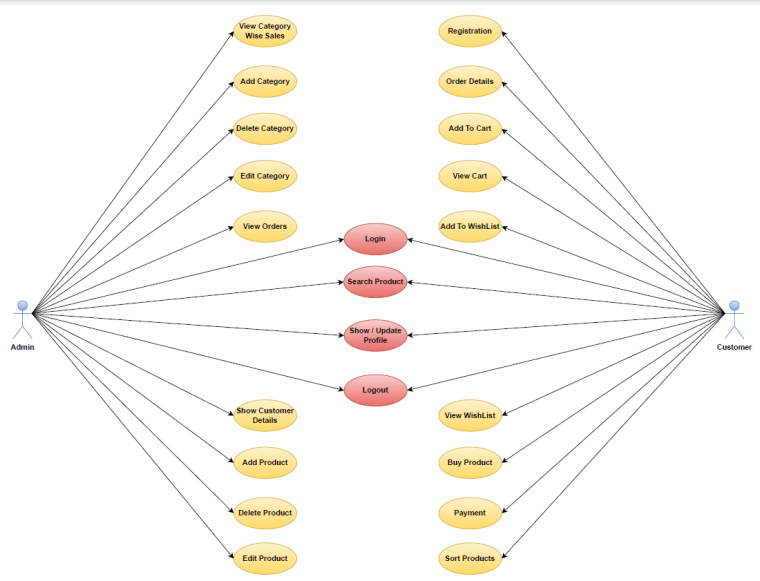 View Category
Wise Sales
Registration
Add Category
Order Details
Delete Category
Add To Cart
Edit Category
View Cart
View Orders
Add To WishList
Login
Search Product
Show / Update
Profile
Admin
Customer
Logout
Show Customer
Details
View WishList
Add Product
Buy Product
Delete Product
Payment
Edit Product
Sort Products